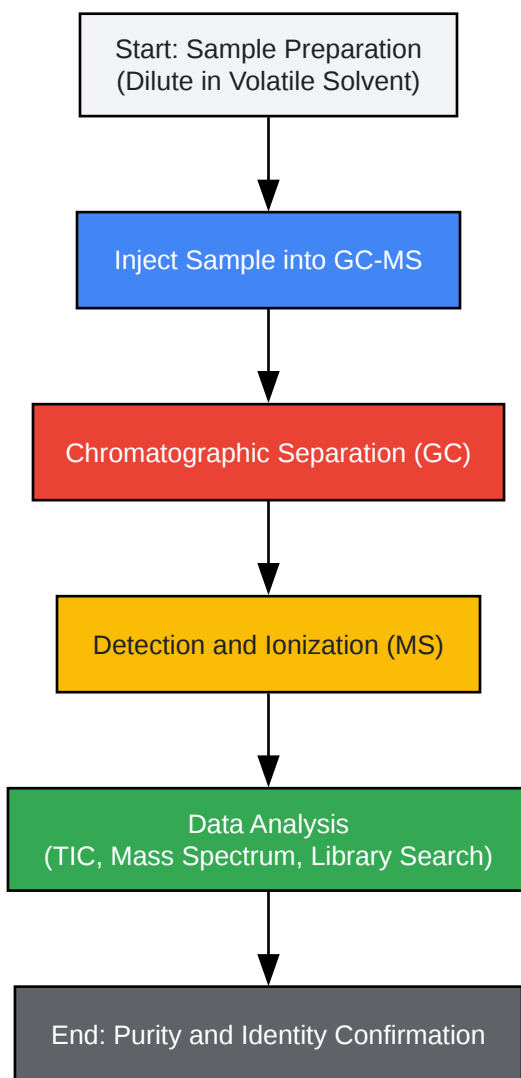 Start: Sample Preparation
(Dilute in Volatile Solvent)
Inject Sample into GC-MS
Chromatographic Separation (GC)
Detection and Ionization (MS)
Data Analysis
(TIC, Mass Spectrum, Library Search)
End: Purity and Identity Confirmation